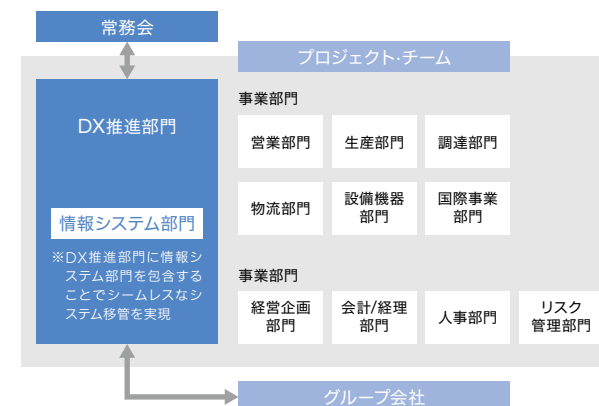 常務会
プロジェクト・チーム
DX推進部門
情報システム部門
※DX推進部門に情報シ
ステム部門を包含する
ことでシームレスなシ
ステム移管を実現
事業部門
営業部門
生産部門
調達部門
物流部門
設備機器
部門
国際事業
部門
事業部門
経営企画
部門
会計/経理
部門
人事部門
リスク
管理部門
グループ会社